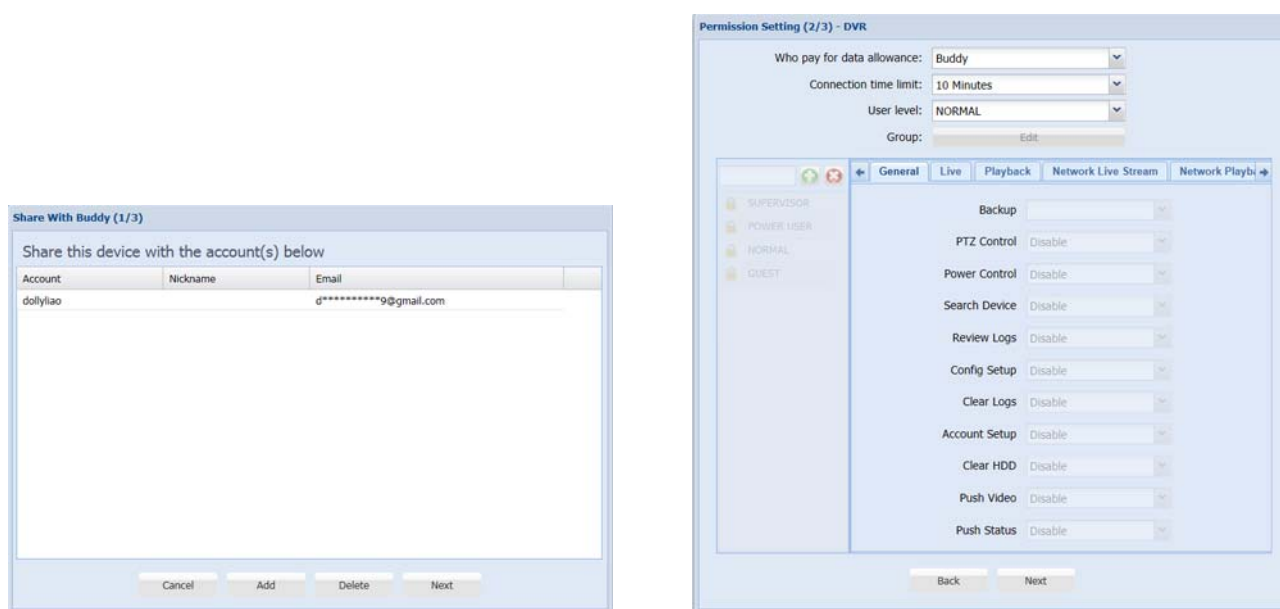 Share With Buddy (1/3)
Share this device with the account(s) below
Account Nickname Email
dollyliao d**********9@gmail.com
Cancel Add Delete Next
Permission Setting (2/3) - DVR
Who pay for data allowance: Buddy
Connection time limit: 10 Minutes
User level: NORMAL
Group: Edit
General Live Playback Network Live Stream Network Playba
SUPERVISOR
POWER USER
NORMAL
GUEST
Backup
PTZ Control Disable
Power Control Disable
Search Device Disable
Review Logs Disable
Config Setup Disable
Clear Logs Disable
Account Setup Disable
Clear HDD Disable
Push Video Disable
Push Status Disable
Back Next